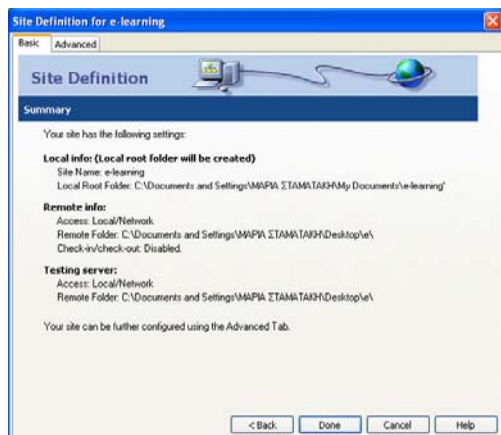 Site Definition for e-learning
Basic Advanced
Site Definition
Summary
Your site has the following settings:
Local info: (Local root folder will be created)
Site Name: e-learning
Local Root Folder: C:\Documents and Settings\ΜΑΡΙΑ ΣΤΑΜΑΤΑΚΗ\My Documents\e-learning\
Remote info:
Access: Local/Network
Remote Folder: C:\Documents and Settings\ΜΑΡΙΑ ΣΤΑΜΑΤΑΚΗ\Desktop\e\
Check-in/check-out: Disabled.
Testing server:
Access: Local/Network
Remote Folder: C:\Documents and Settings\ΜΑΡΙΑ ΣΤΑΜΑΤΑΚΗ\Desktop\e\
Your site can be further configured using the Advanced Tab.
< Back Done Cancel Help